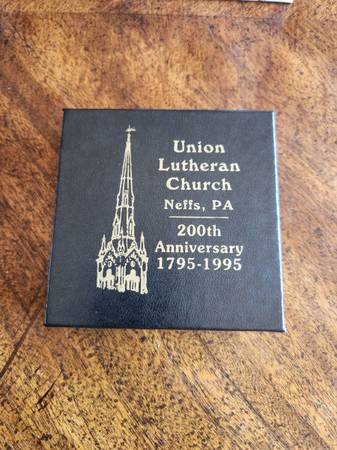 Union
Lutheran
Church
Neffs, PA
200th
Anniversary
1795-1995